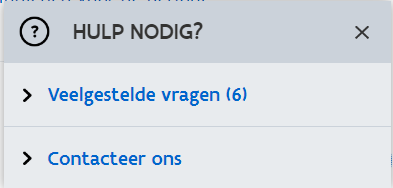 HULP NODIG?
Veelgestelde vragen (6)
Contacteer ons